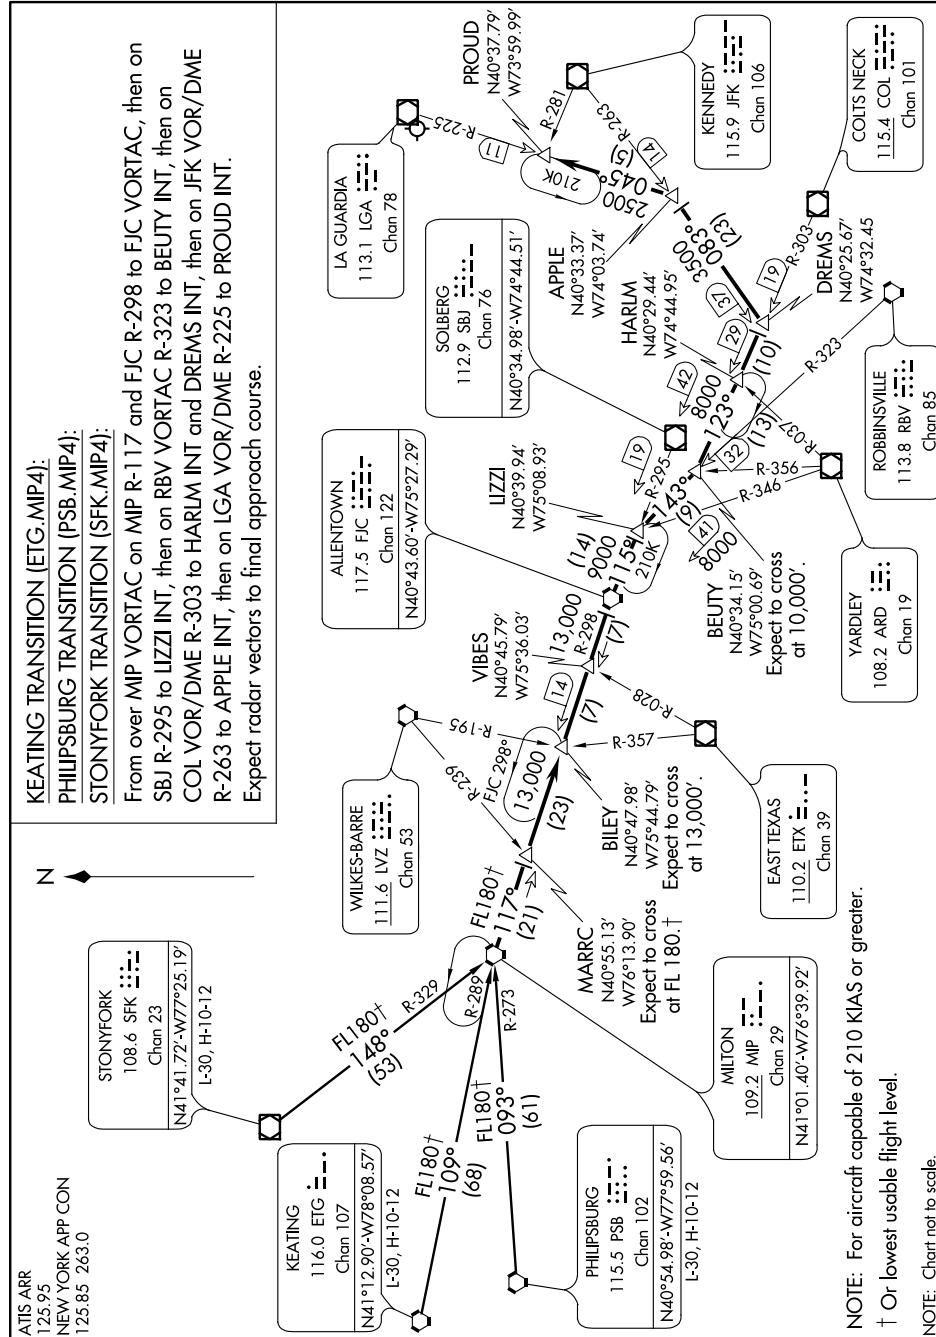 ATIS ARR
125.95
NEW YORK APP CON
125.85 263.0
KEATING TRANSITION (ETG.MIP4):
PHILIPSBURG TRANSITION (PSB.MIP4):
STONYFORK TRANSITION (SFK.MIP4):
From over MIP VORTAC on MIP R-117 and FJC R-298 to FJC VORTAC, then on
SBJ R-295 to LIZZI INT, then on RBV VORTAC R-323 to BEUTY INT, then on
COL VOR/DME R-303 to HARLM INT and DREMS INT, then on JFK VOR/DME
R-263 to APPLE INT, then on LGA VOR/DME R-225 to PROUD INT.
Expect radar vectors to final approach course.
N
STONYFORK
108.6 SFK
Chan 23
N41°41.72'-W77°25.19'
L-30, H-10-12
KEATING
116.0 ETG
Chan 107
N41°12.90'-W78°08.57'
L-30, H-10-12
PHILIPSBURG
115.5 PSB
Chan 102
N40°54.98'-W77°59.56'
L-30, H-10-12
FL180†
148°
(53)
FL180†
109°
(68)
FL180†
093°
(61)
R-329
R-289
R-273
MILTON
109.2 MIP
Chan 29
N41°01.40'-W76°39.92'
FL180†
117°
(21)
MARRC
N40°55.13'
W76°13.90'
Expect to cross
at FL 180.†
WILKES-BARRE
111.6 LVZ
Chan 53
R-239
R-195
FJC 298°
13,000
(23)
BILEY
N40°47.98'
W75°44.79'
Expect to cross
at 13,000'.
EAST TEXAS
110.2 ETX
Chan 39
R-357
R-028
14
(7)
VIBES
N40°45.79'
W75°36.03'
13,000
R-298
(7)
ALLENTOWN
117.5 FJC
Chan 122
N40°43.60'-W75°27.29'
(14)
9000
115°
210K
LIZZI
N40°39.94'
W75°08.93'
19
R-295
SOLBERG
112.9 SBJ
Chan 76
N40°34.98'-W74°44.51'
143°
(9)
41
8000
BEUTY
N40°34.15'
W75°00.69'
Expect to cross
at 10,000'.
YARDLEY
108.2 ARD
Chan 19
R-346
R-356
R-037
42
8000
123°
(13)
32
HARLM
N40°29.44'
W74°44.95'
29
(10)
ROBBINSVILLE
113.8 RBV
Chan 85
R-323
DREMS
N40°25.67'
W74°32.45
37
19
R-303
COLTS NECK
115.4 COL
Chan 101
3500
083°
(23)
APPLE
N40°33.37'
W74°03.74'
14
R-263
2500
045°
(5)
210K
KENNEDY
115.9 JFK
Chan 106
R-281
PROUD
N40°37.79'
W73°59.99'
11
R-225
LA GUARDIA
113.1 LGA
Chan 78
NOTE: For aircraft capable of 210 KIAS or greater.
† Or lowest usable flight level.
NOTE: Chart not to scale.